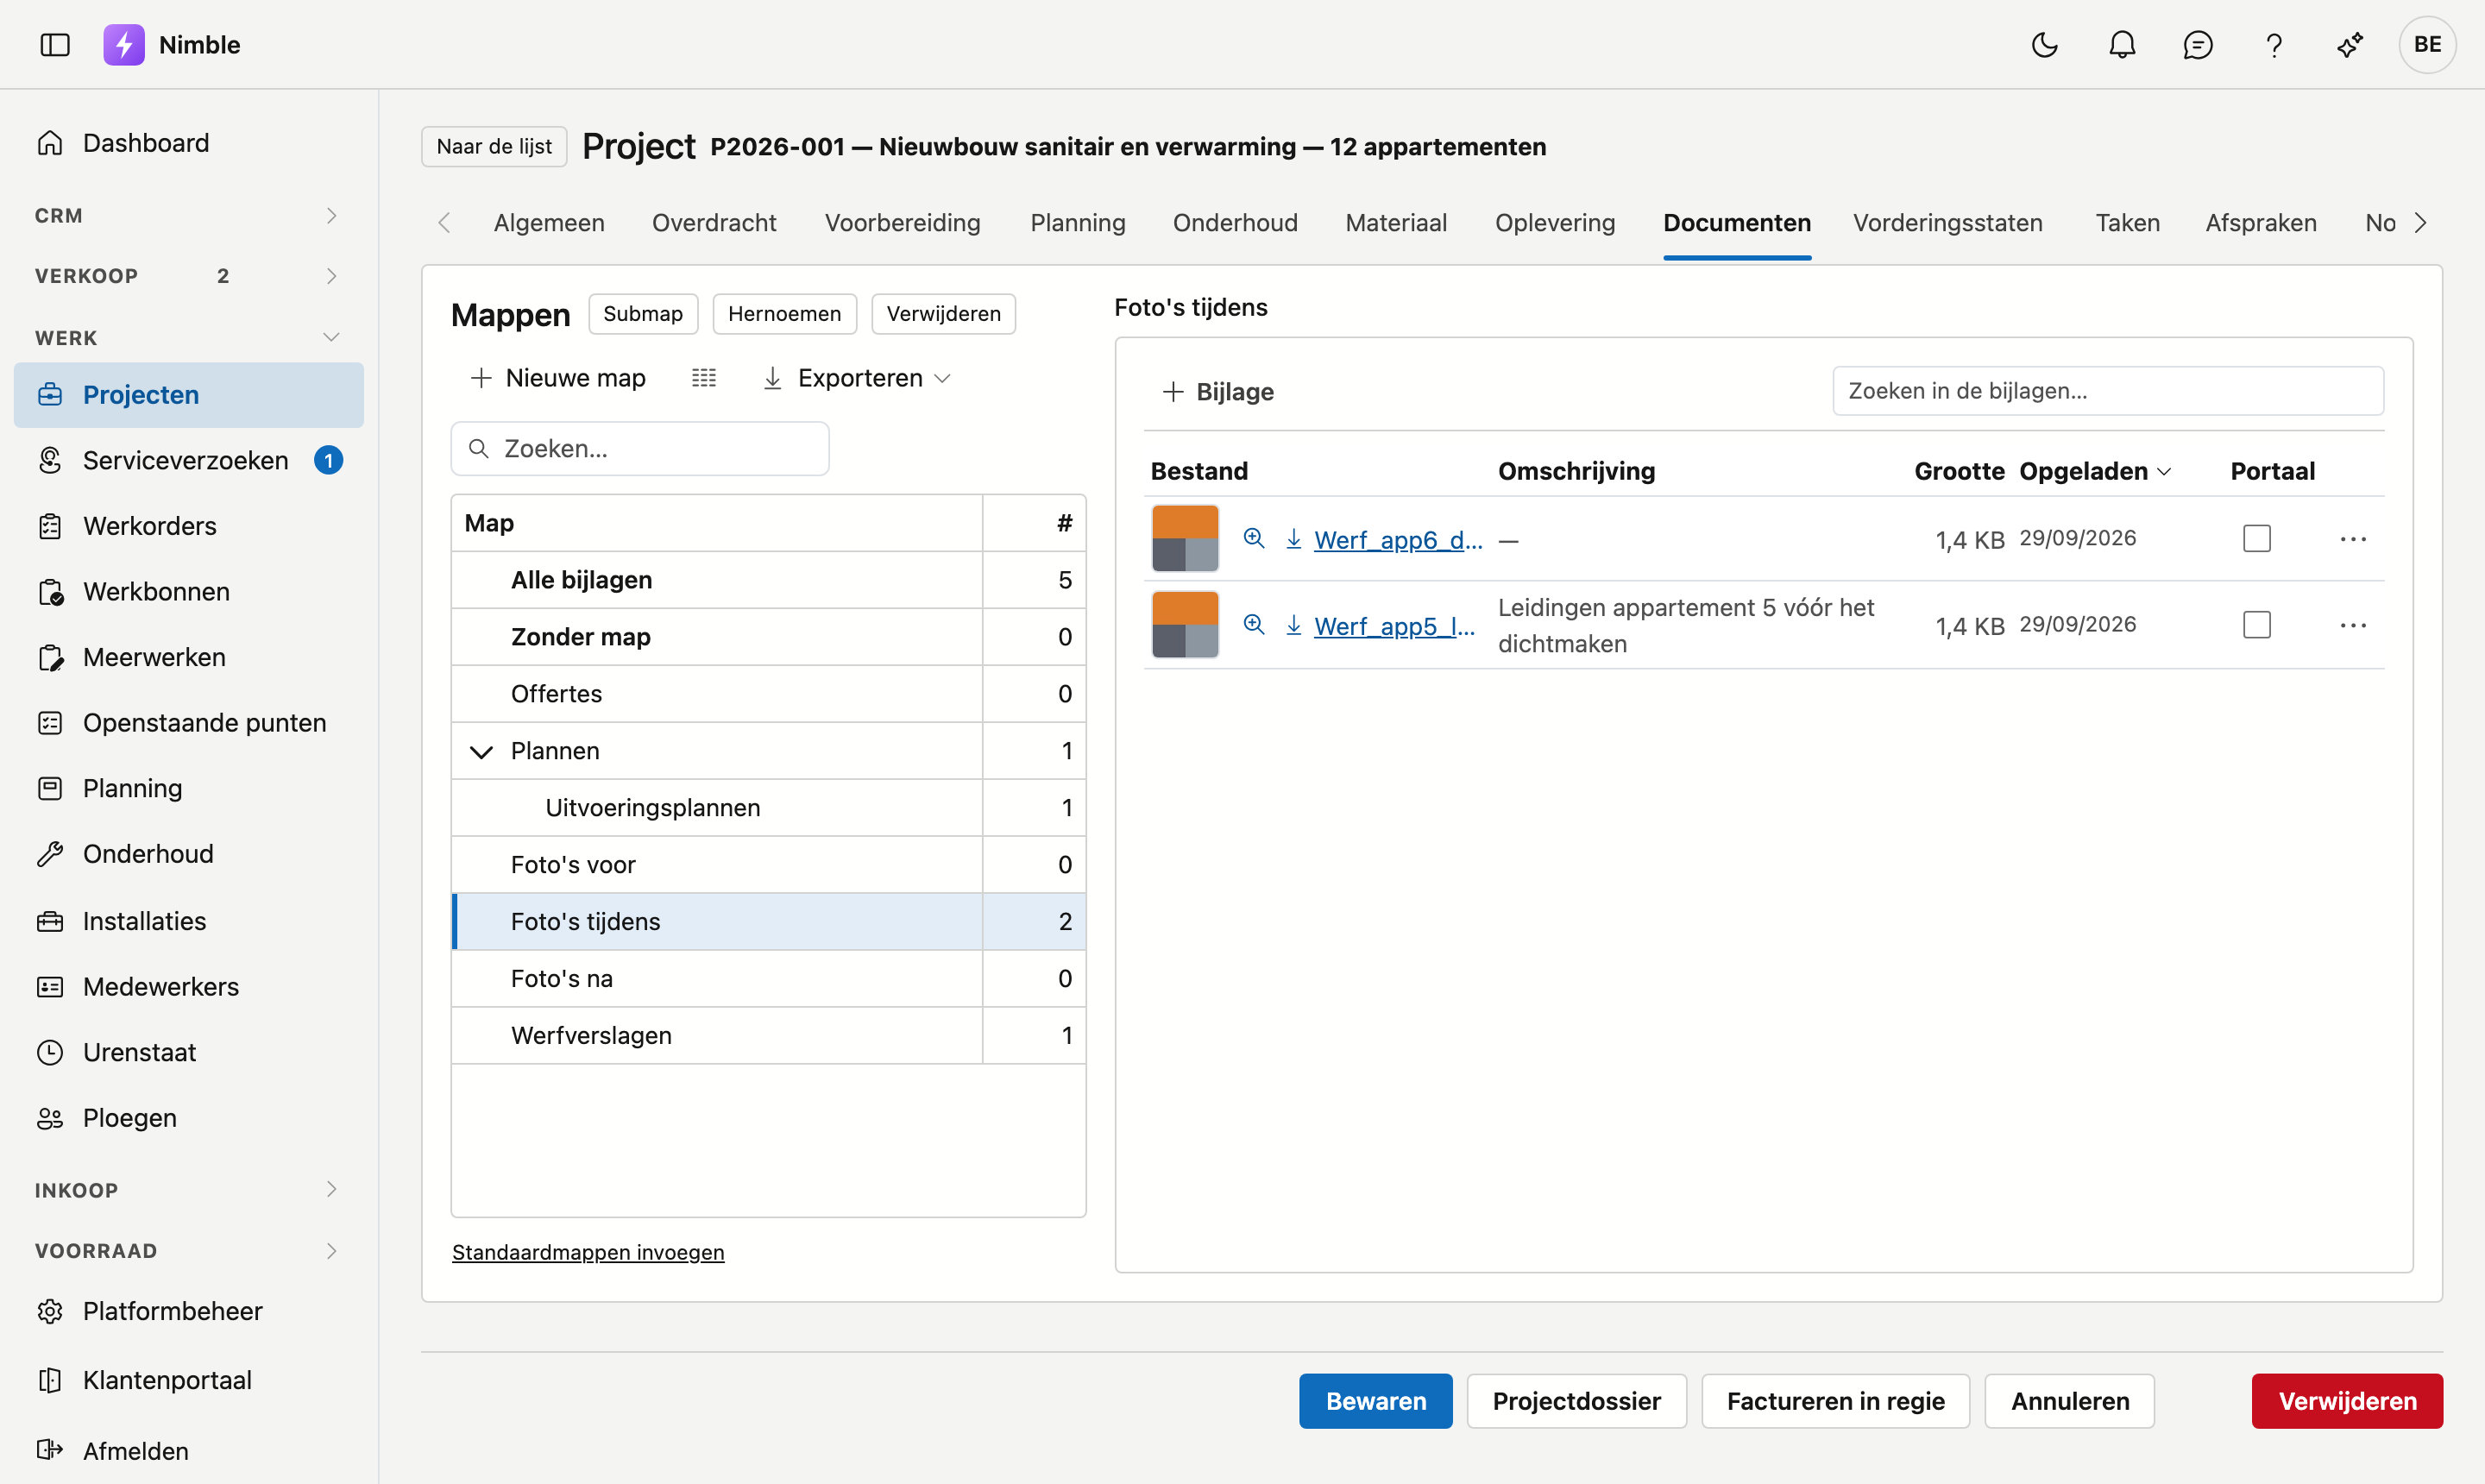 Nimble
BE
Dashboard
CRM
VERKOOP 2
WERK
Projecten
Serviceverzoeken 1
Werkorders
Werkbonnen
Meerwerken
Openstaande punten
Planning
Onderhoud
Installaties
Medewerkers
Urenstaat
Ploegen
INKOOP
VOORRAAD
Platformbeheer
Klantenportaal
Afmelden
Naar de lijst Project P2026-001 — Nieuwbouw sanitair en verwarming — 12 appartementen
Algemeen Overdracht Voorbereiding Planning Onderhoud Materiaal Oplevering Documenten Vorderingsstaten Taken Afspraken No
Mappen Submap Hernoemen Verwijderen
Nieuwe map Exporteren
Zoeken...
Map #
Alle bijlagen 5
Zonder map 0
Offertes 0
Plannen 1
Uitvoeringsplannen 1
Foto's voor 0
Foto's tijdens 2
Foto's na 0
Werfverslagen 1
Standaardmappen invoegen
Foto's tijdens
Bijlage Zoeken in de bijlagen...
Bestand Omschrijving Grootte Opgeladen Portaal
Werf_app6_d... — 1,4 KB 29/09/2026 ...
Werf_app5_l... Leidingen appartement 5 vóór het 1,4 KB 29/09/2026 ...
dichtmaken
Bewaren Projectdossier Factureren in regie Annuleren Verwijderen